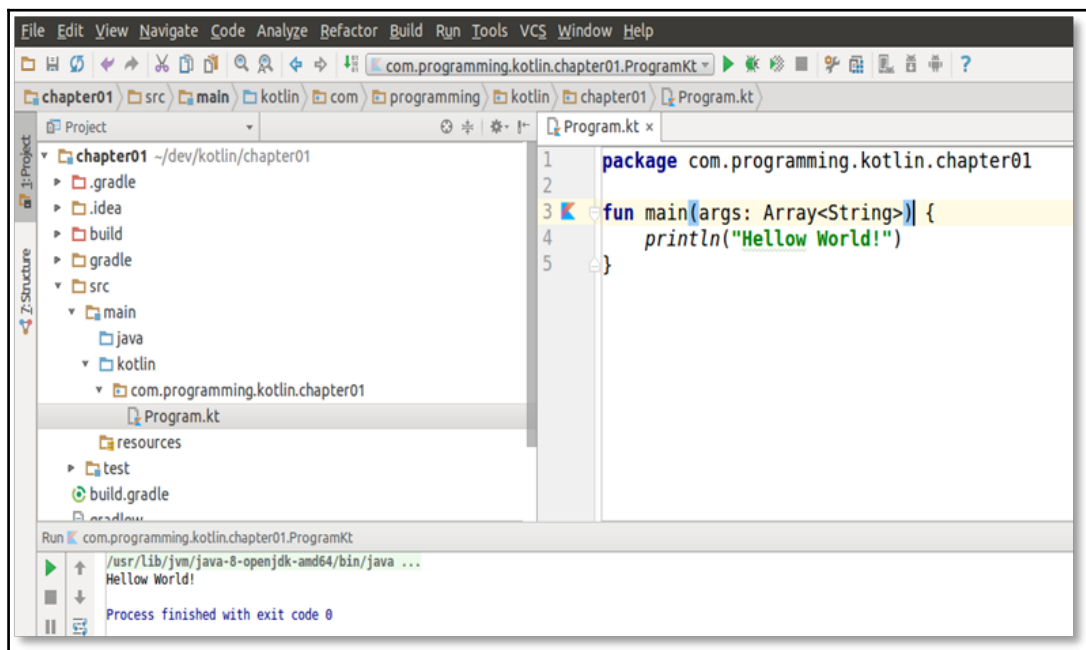 File Edit View Navigate Code Analyze Refactor Build Run Tools VCS Window Help
com.programming.kotlin.chapter01.ProgramKt
chapter01 src main kotlin com programming kotlin chapter01 Program.kt
1: Project
Z: Structure
Project
chapter01 ~/dev/kotlin/chapter01
.gradle
.idea
build
gradle
src
main
java
kotlin
com.programming.kotlin.chapter01
Program.kt
resources
test
build.gradle
gradlew
Program.kt ×
1 package com.programming.kotlin.chapter01
2
3 fun main(args: Array<String>) {
4 println("Hellow World!")
5 }
Run com.programming.kotlin.chapter01.ProgramKt
/usr/lib/jvm/java-8-openjdk-amd64/bin/java ...
Hellow World!
Process finished with exit code 0